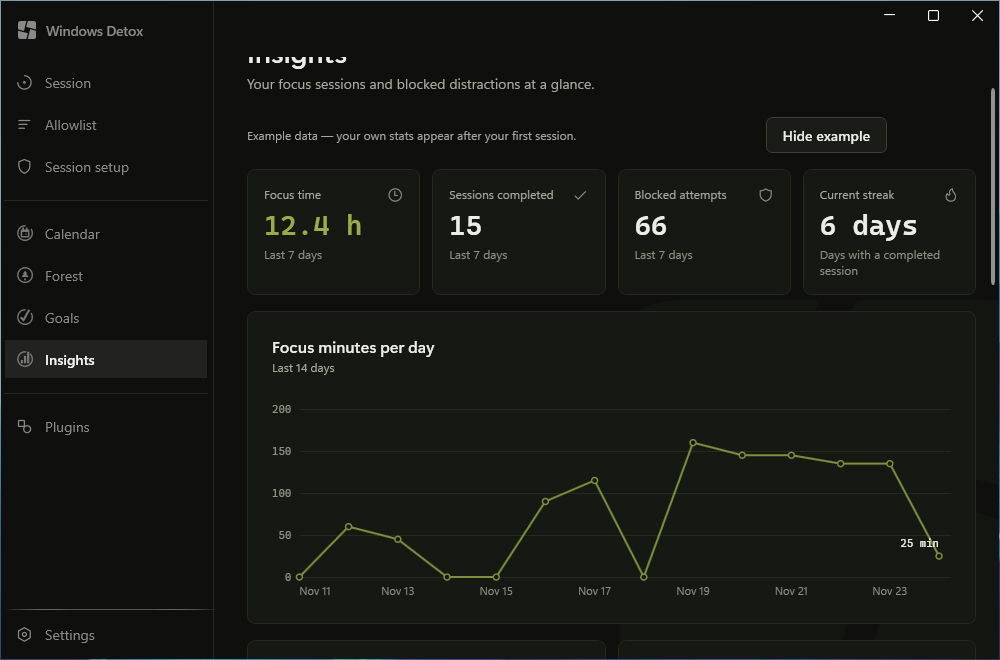 Windows Detox
Session
Allowlist
Session setup
Calendar
Forest
Goals
Insights
Plugins
Settings
Insights
Your focus sessions and blocked distractions at a glance.
Example data — your own stats appear after your first session.
Hide example
Focus time
12.4 h
Last 7 days
Sessions completed
15
Last 7 days
Blocked attempts
66
Last 7 days
Current streak
6 days
Days with a completed
session
Focus minutes per day
Last 14 days
200
150
100
50
0
25 min
Nov 11
Nov 13
Nov 15
Nov 17
Nov 19
Nov 21
Nov 23